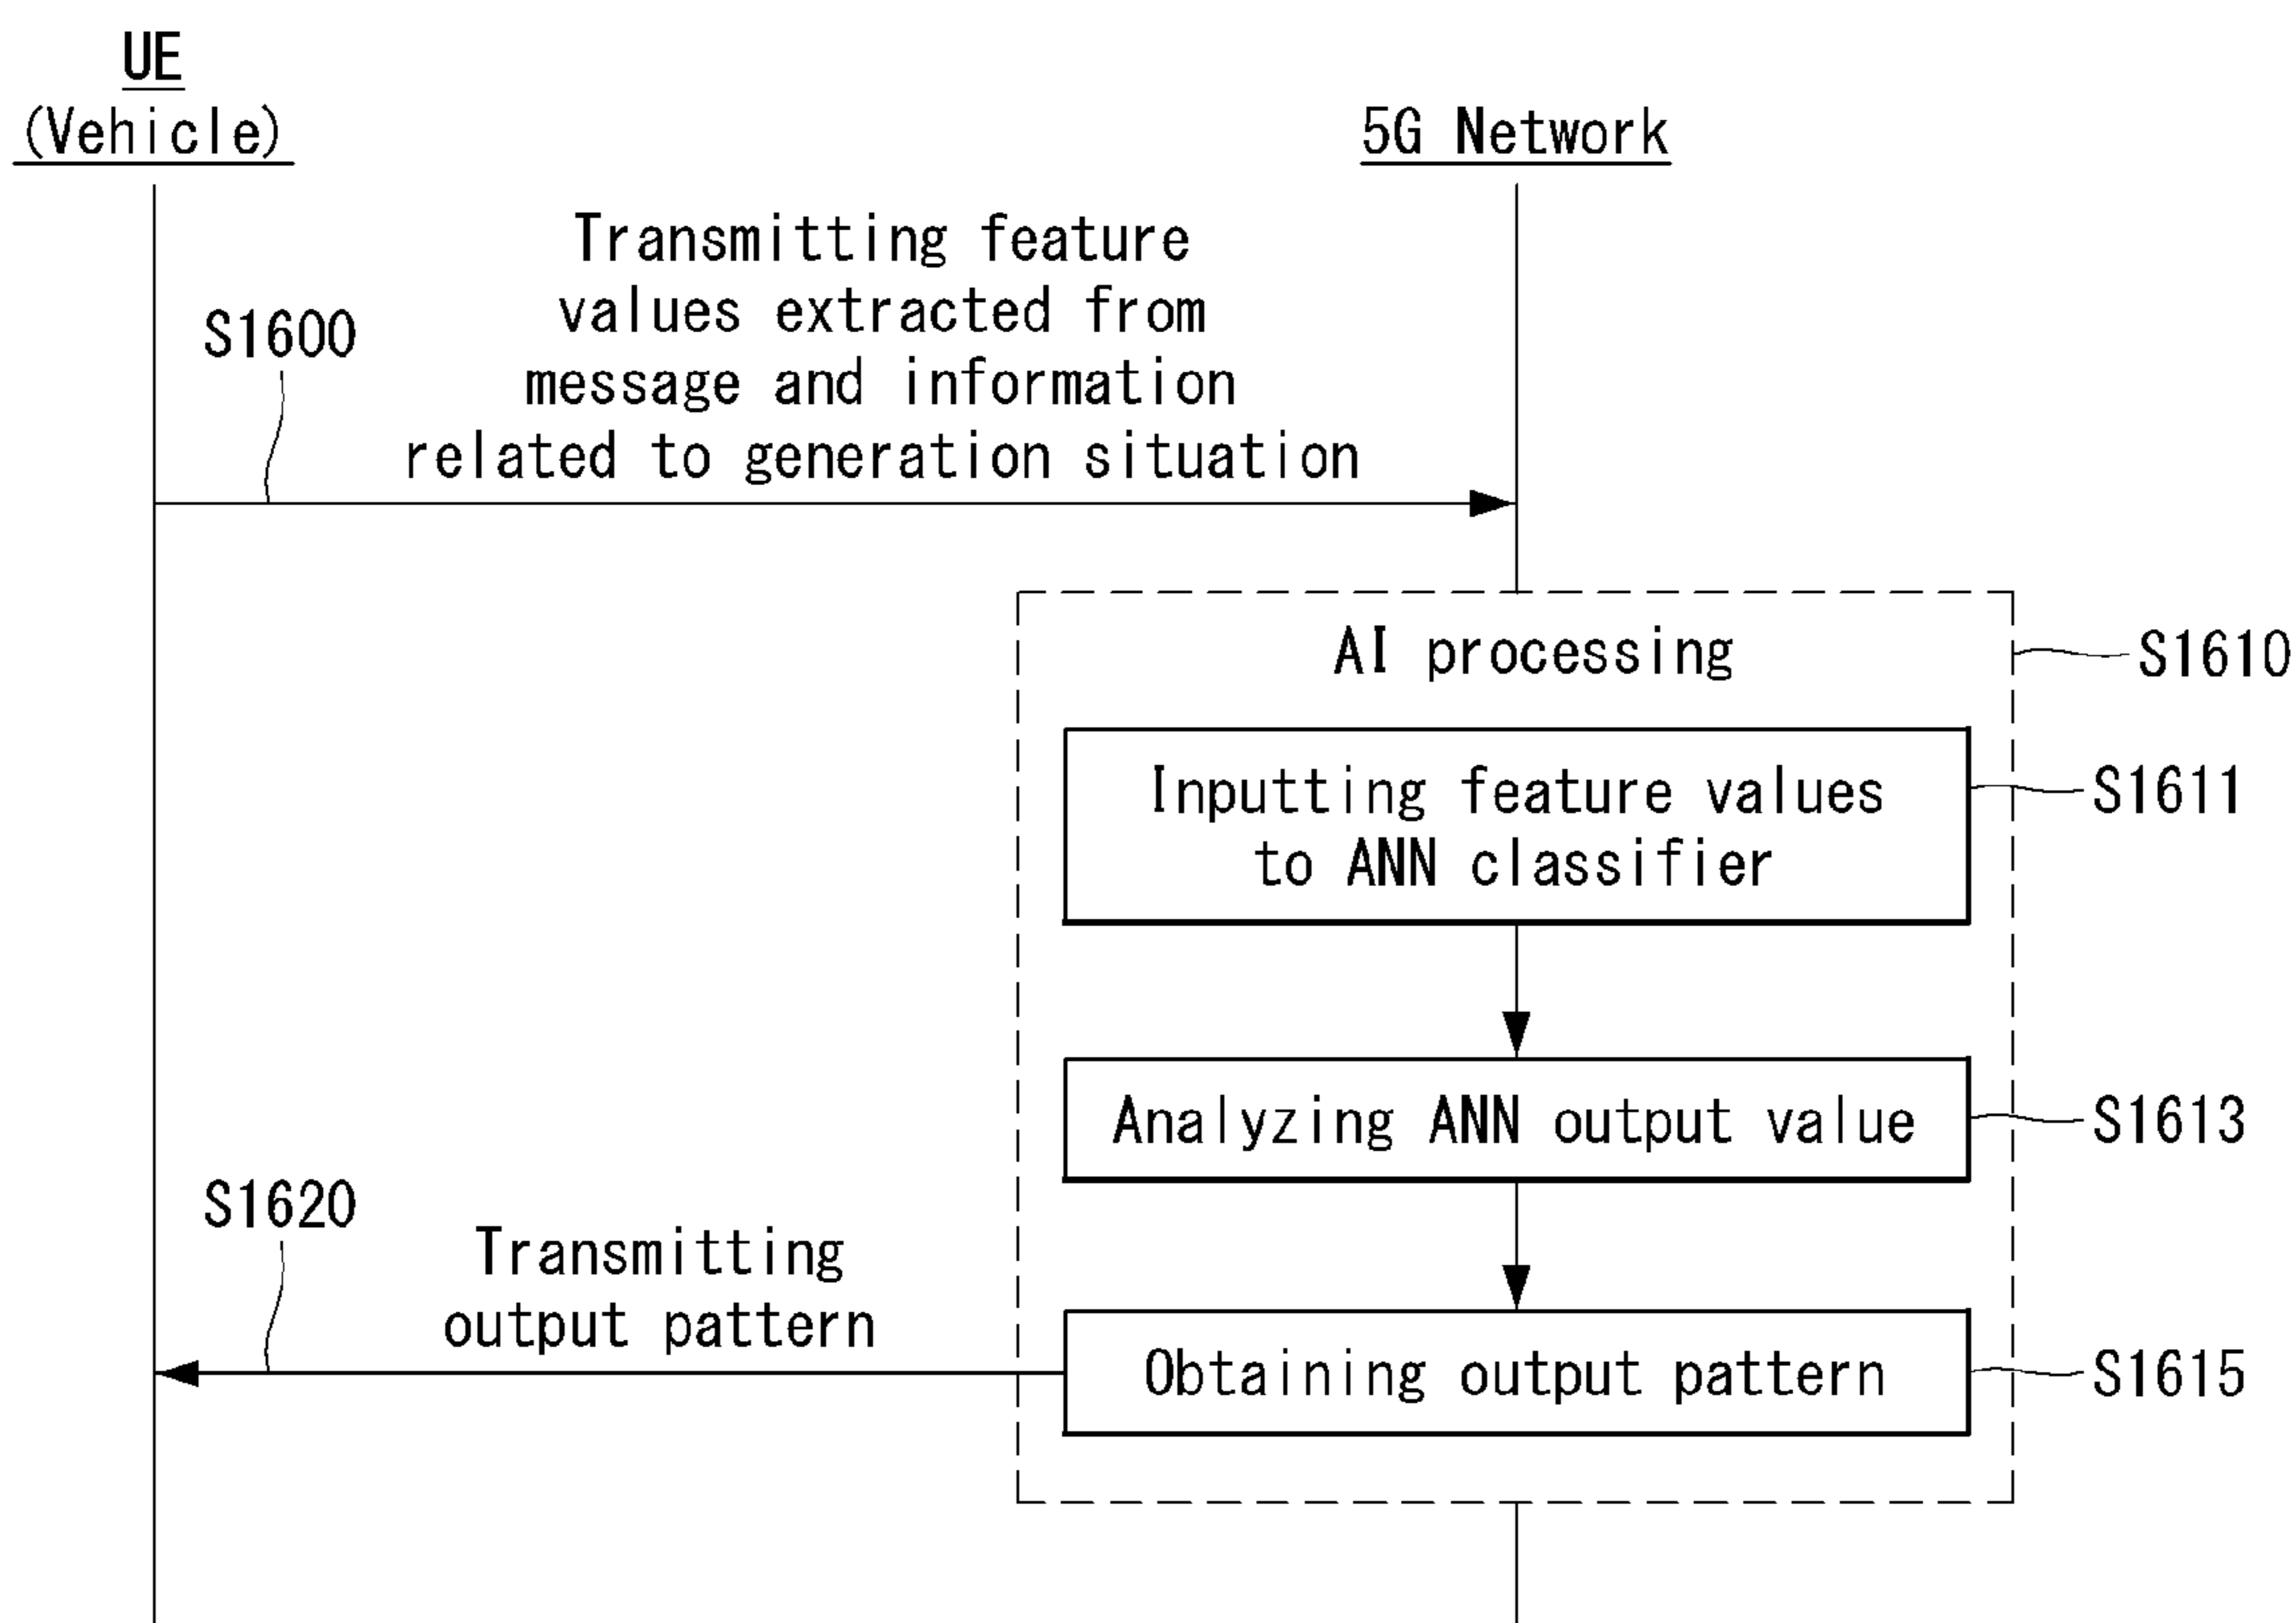 UE
(Vehicle)
5G Network
Transmitting feature
values extracted from
message and information
related to generation situation
S1600
AI processing
S1610
Inputting feature values
to ANN classifier
S1611
Analyzing ANN output value
S1613
S1620
Transmitting
output pattern
Obtaining output pattern
S1615